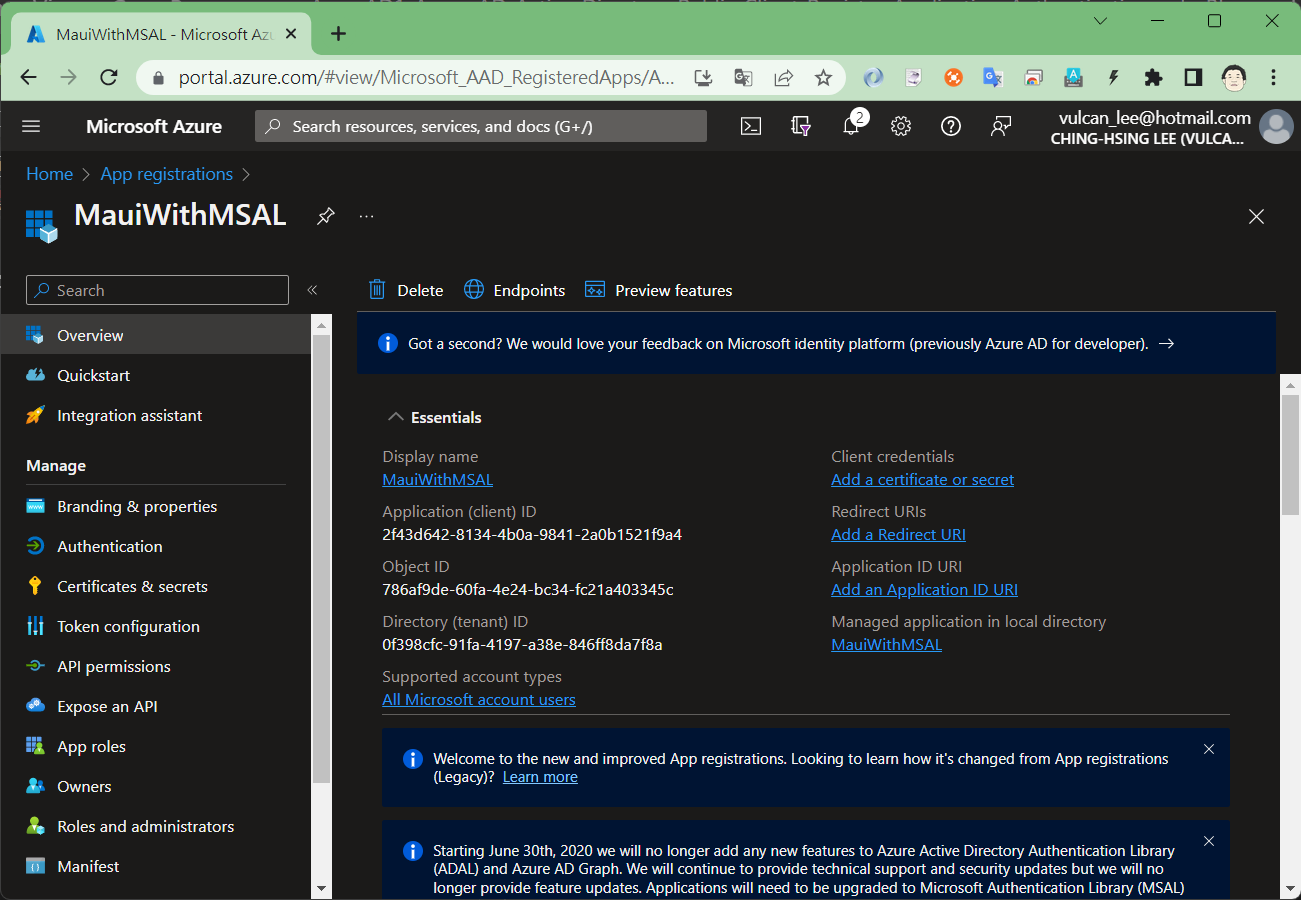 MauiWithMSAL - Microsoft Az
portal.azure.com/#view/Microsoft_AAD_RegisteredApps/A...
Microsoft Azure
Search resources, services, and docs (G+/)
2
vulcan_lee@hotmail.com
CHING-HSING LEE (VULCA...
Home > App registrations >
MauiWithMSAL
...
Search
«
Delete
Endpoints
Preview features
Overview
Quickstart
Integration assistant
Manage
Branding & properties
Authentication
Certificates & secrets
Token configuration
API permissions
Expose an API
App roles
Owners
Roles and administrators
Manifest
Got a second? We would love your feedback on Microsoft identity platform (previously Azure AD for developer). →
Essentials
Display name
MauiWithMSAL
Application (client) ID
2f43d642-8134-4b0a-9841-2a0b1521f9a4
Object ID
786af9de-60fa-4e24-bc34-fc21a403345c
Directory (tenant) ID
0f398cfc-91fa-4197-a38e-846ff8da7f8a
Supported account types
All Microsoft account users
Client credentials
Add a certificate or secret
Redirect URIs
Add a Redirect URI
Application ID URI
Add an Application ID URI
Managed application in local directory
MauiWithMSAL
Welcome to the new and improved App registrations. Looking to learn how it's changed from App registrations
(Legacy)? Learn more
Starting June 30th, 2020 we will no longer add any new features to Azure Active Directory Authentication Library
(ADAL) and Azure AD Graph. We will continue to provide technical support and security updates but we will no
longer provide feature updates. Applications will need to be upgraded to Microsoft Authentication Library (MSAL)